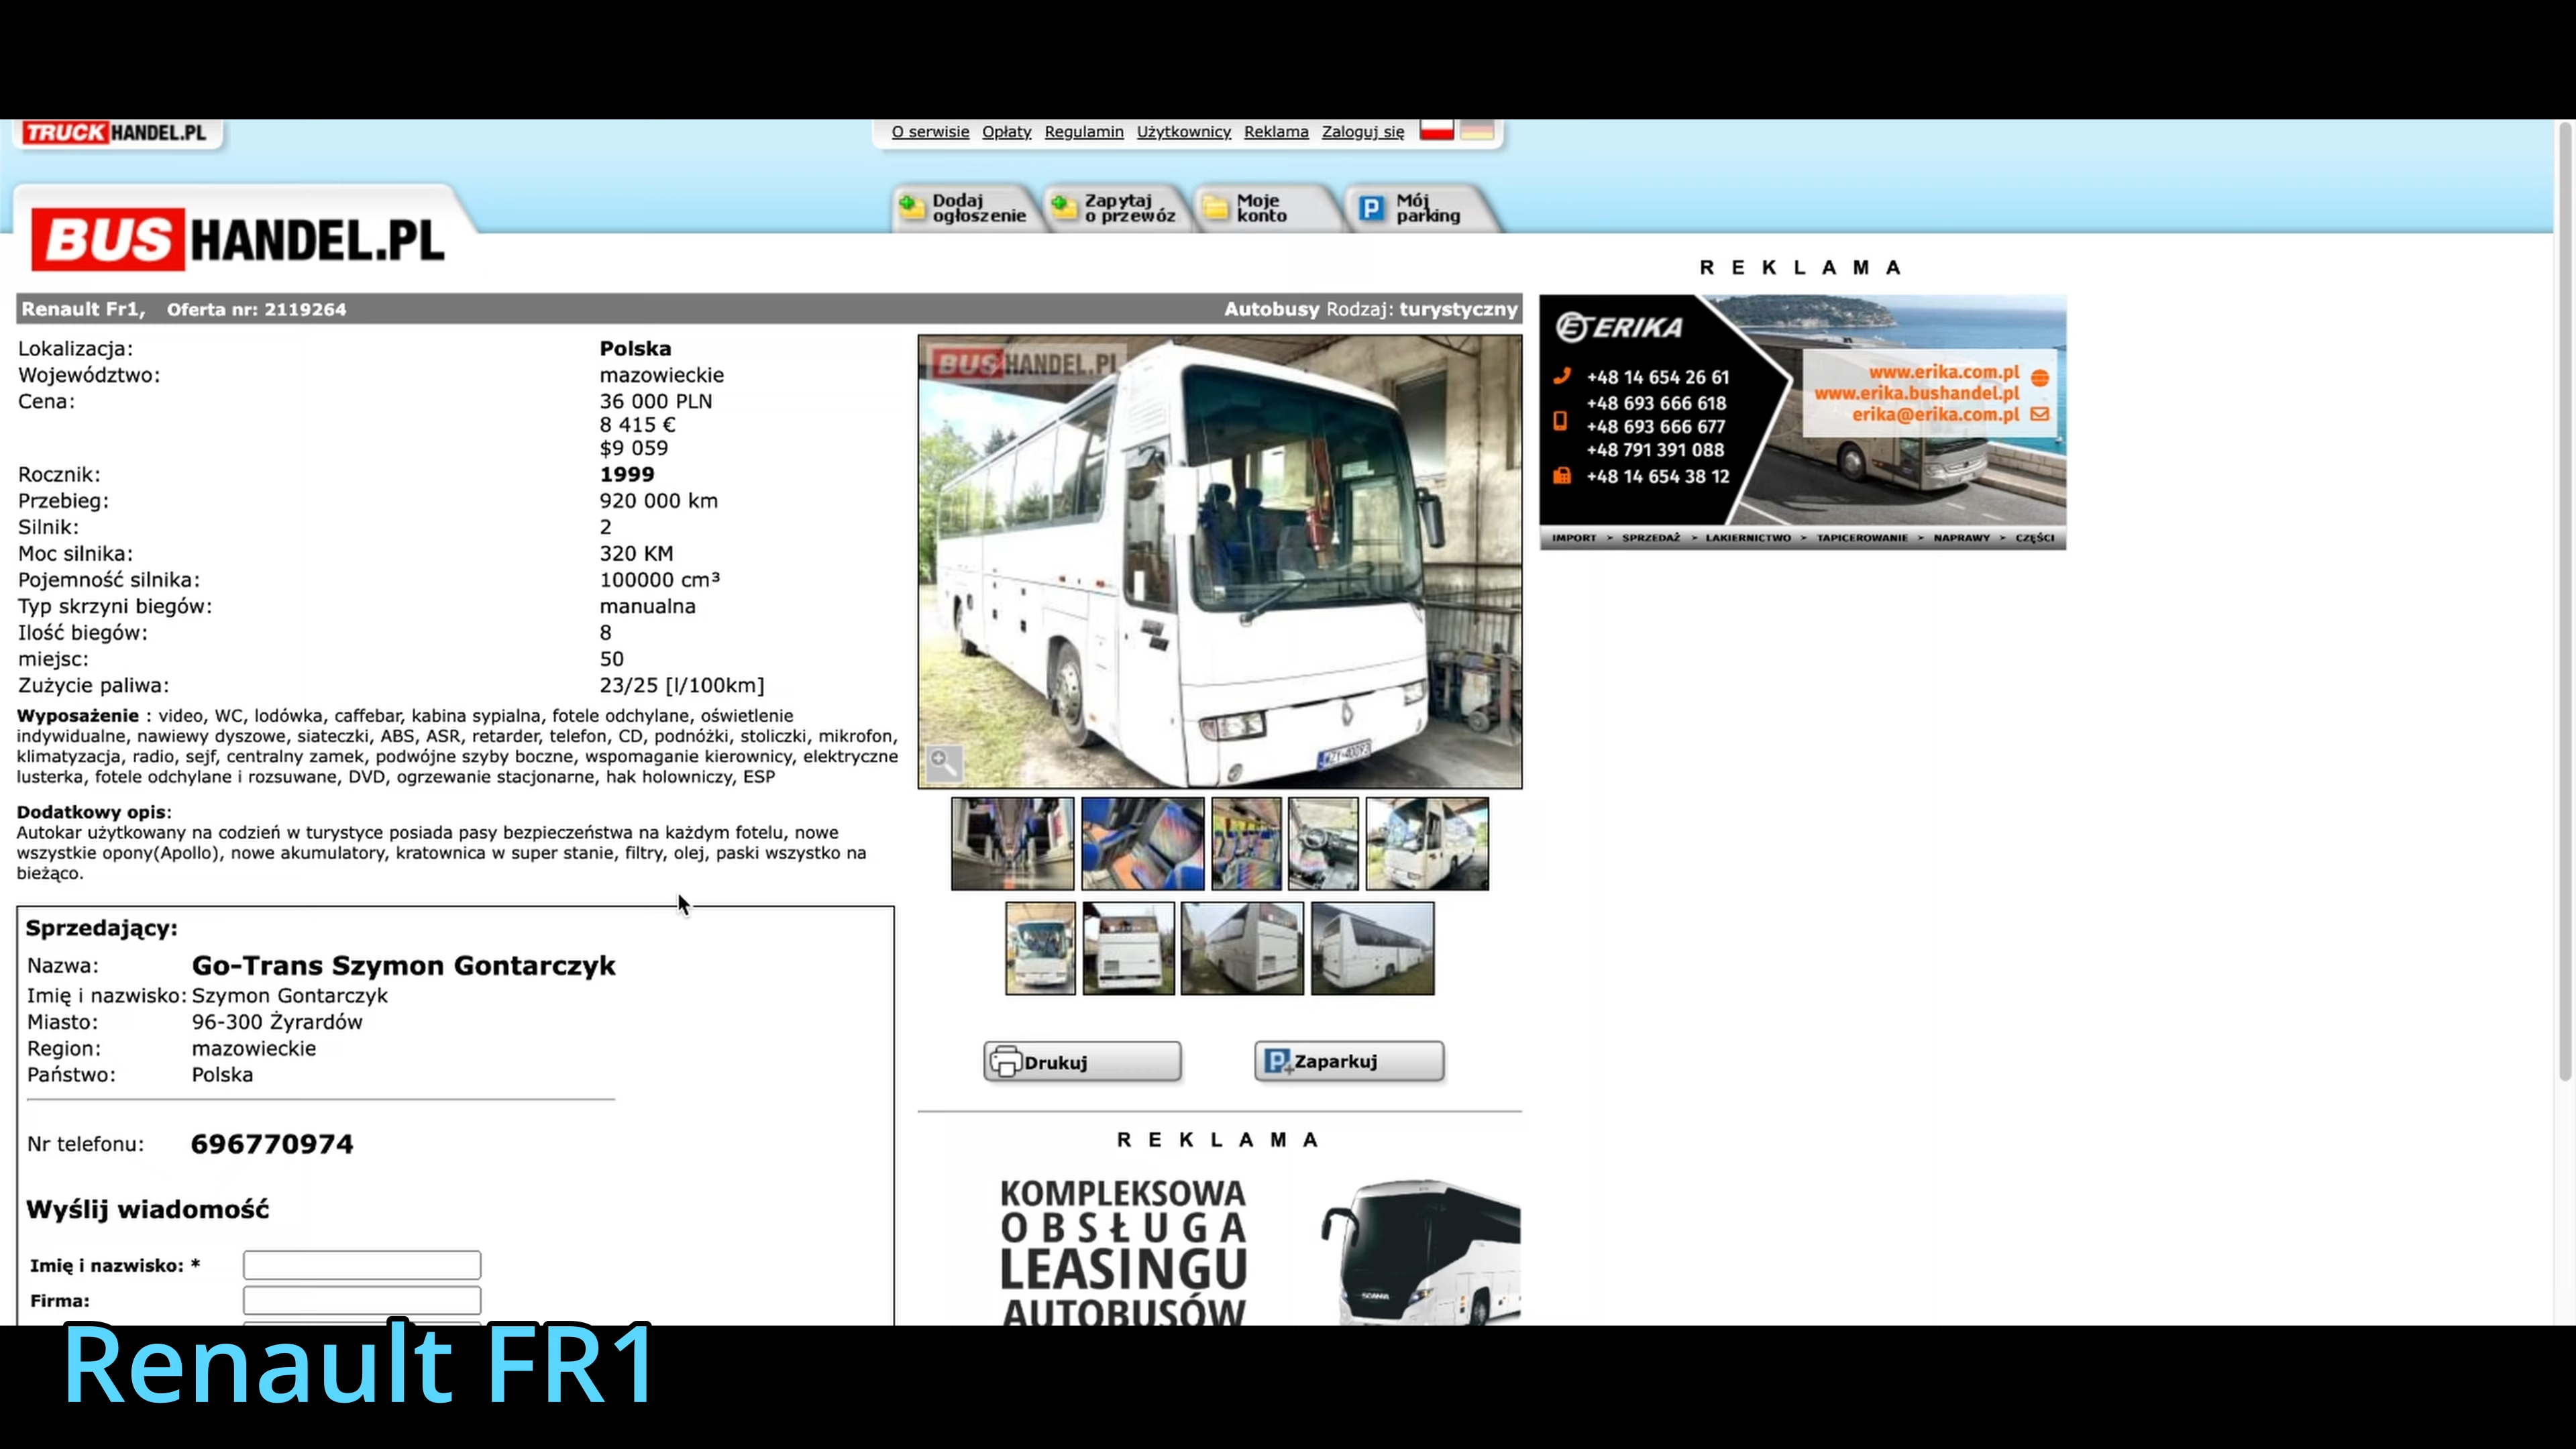 TRUCKHANDEL.PL
O serwisie Opłaty Regulamin Użytkownicy Reklama Zaloguj się
Dodaj ogłoszenie
Zapytaj o przewóz
Moje konto
Mój parking
BUSHANDEL.PL
Renault Fr1, Oferta nr: 2119264
Autobusy Rodzaj: turystyczny
Lokalizacja: Polska
Województwo: mazowieckie
Cena: 36 000 PLN
8 415 €
$9 059
Rocznik: 1999
Przebieg: 920 000 km
Silnik: 2
Moc silnika: 320 KM
Pojemność silnika: 100000 cm³
Typ skrzyni biegów: manualna
Ilość biegów: 8
miejsc: 50
Zużycie paliwa: 23/25 [l/100km]
Wyposażenie : video, WC, lodówka, caffebar, kabina sypialna, fotele odchylane, oświetlenie
indywidualne, nawiewy dyszowe, siateczki, ABS, ASR, retarder, telefon, CD, podnóżki, stoliczki, mikrofon,
klimatyzacja, radio, sejf, centralny zamek, podwójne szyby boczne, wspomaganie kierownicy, elektryczne
lusterka, fotele odchylane i rozsuwane, DVD, ogrzewanie stacjonarne, hak holowniczy, ESP
Dodatkowy opis:
Autokar użytkowany na codzień w turystyce posiada pasy bezpieczeństwa na każdym fotelu, nowe
wszystkie opony(Apollo), nowe akumulatory, kratownica w super stanie, filtry, olej, paski wszystko na
bieżąco.
Sprzedający:
Nazwa: Go-Trans Szymon Gontarczyk
Imię i nazwisko: Szymon Gontarczyk
Miasto: 96-300 Żyrardów
Region: mazowieckie
Państwo: Polska
Nr telefonu: 696770974
Wyślij wiadomość
Imię i nazwisko: *
Firma:
BUSHANDEL.PL
WZY-40093
Drukuj
Zaparkuj
REKLAMA
KOMPLEKSOWA
OBSŁUGA
LEASINGU
AUTOBUSÓW
SCANIA
REKLAMA
ERIKA
+48 14 654 26 61
+48 693 666 618
+48 693 666 677
+48 791 391 088
+48 14 654 38 12
www.erika.com.pl
www.erika.bushandel.pl
erika@erika.com.pl
IMPORT > SPRZEDAŻ > LAKIERNICTWO > TAPICEROWANIE > NAPRAWY > CZĘŚCI
Renault FR1